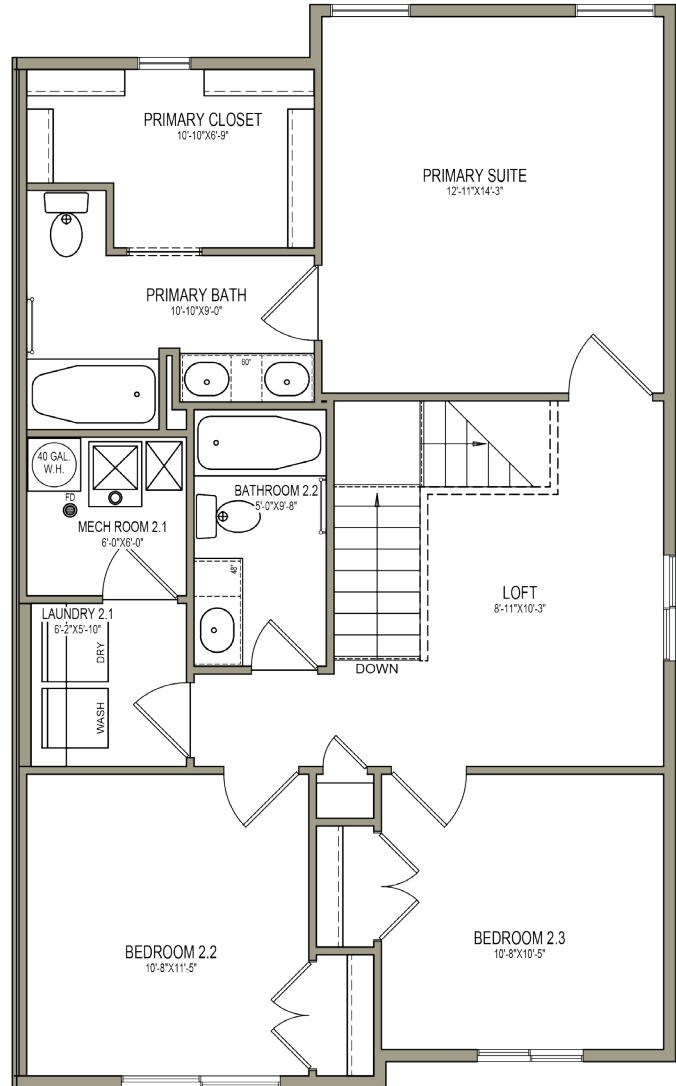 PRIMARY CLOSET
10'-10"X6'-9"
PRIMARY SUITE
12'-11"X14'-3"
PRIMARY BATH
10'-10"X9'-0"
60"
40 GAL.
W.H.
FD
MECH ROOM 2.1
6'-0"X6'-0"
BATHROOM 2.2
5'-0"X9'-8"
48"
LOFT
8'-11"X10'-3"
LAUNDRY 2.1
6'-2"X5'-10"
DRY
WASH
DOWN
BEDROOM 2.2
10'-8"X11'-5"
BEDROOM 2.3
10'-8"X10'-5"